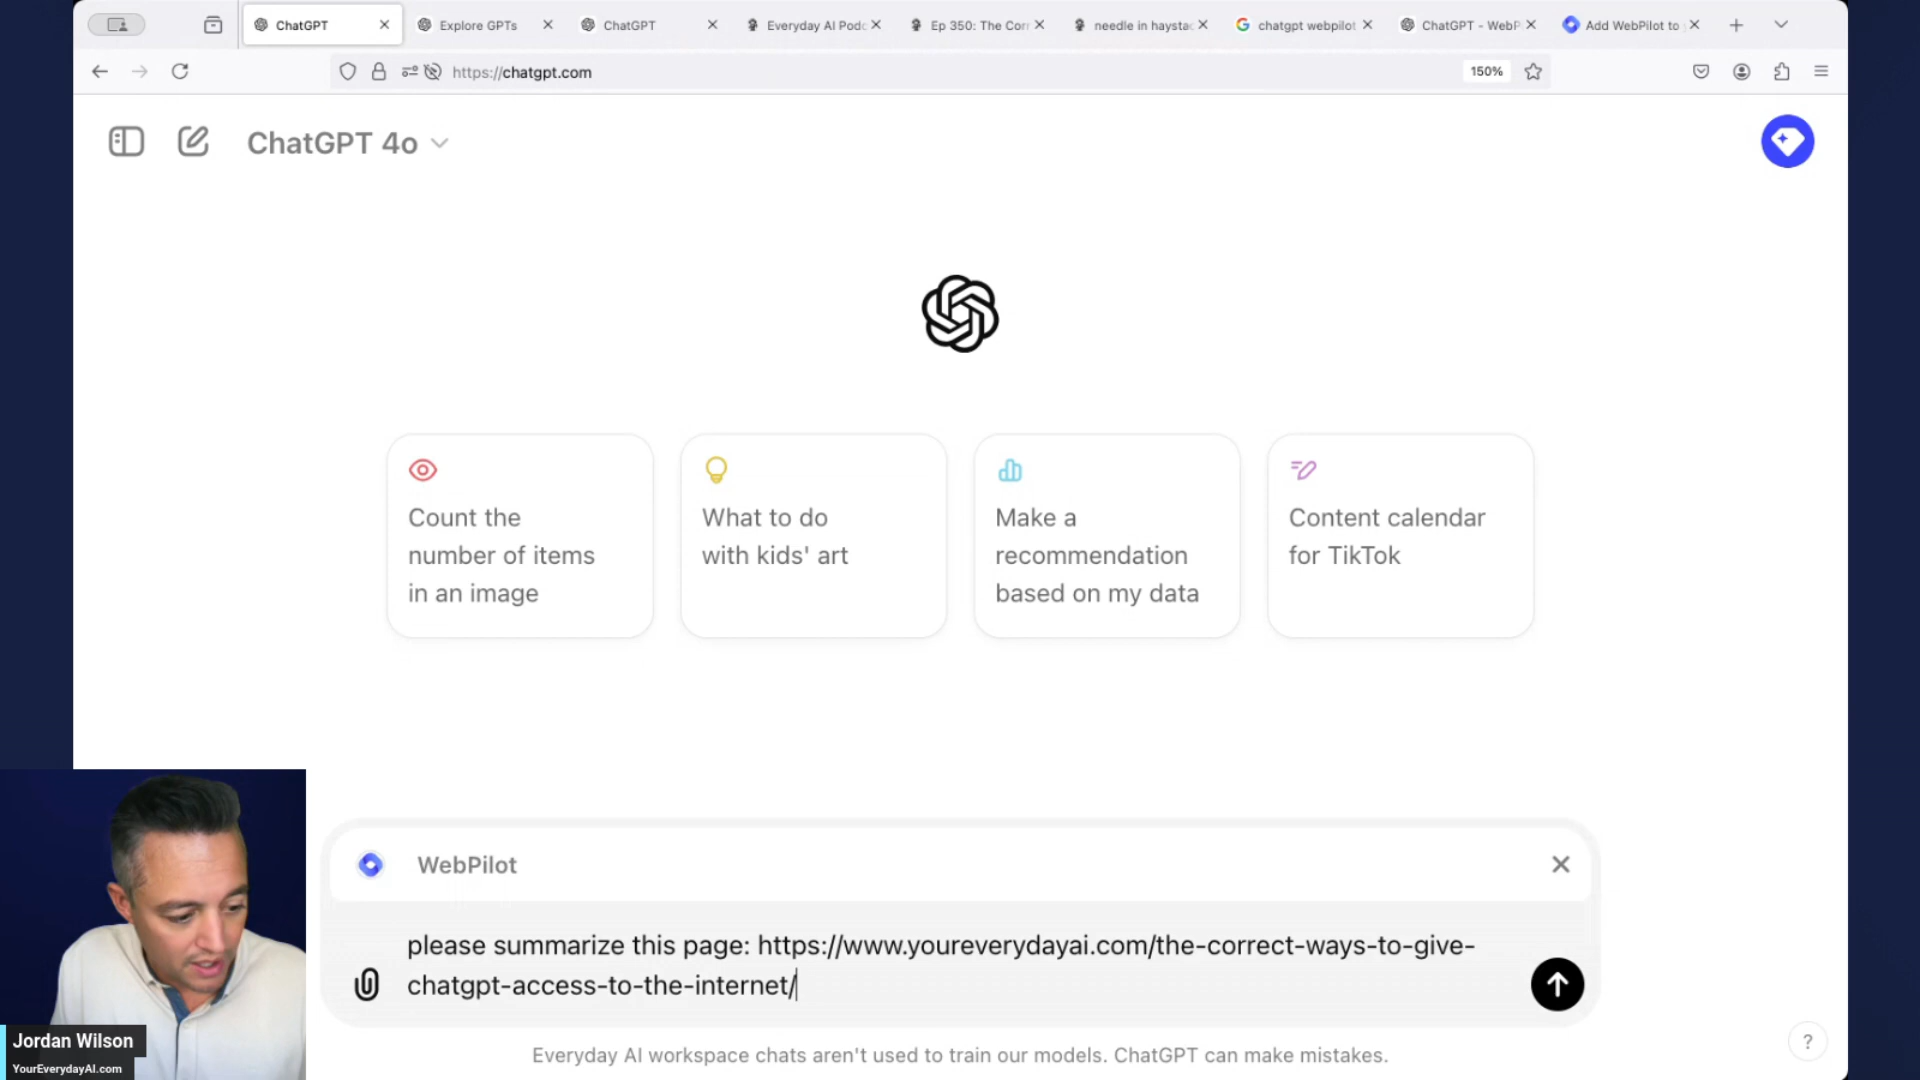 ChatGPT
Explore GPTs
ChatGPT
Everyday AI Podc
Ep 350: The Corr
needle in haystac
chatgpt webpilot
ChatGPT - WebP
Add WebPilot to
https://chatgpt.com
150%
ChatGPT 4o
Count the
number of items
in an image
What to do
with kids' art
Make a
recommendation
based on my data
Content calendar
for TikTok
WebPilot
please summarize this page: https://www.youreverydayai.com/the-correct-ways-to-give-
chatgpt-access-to-the-internet/
Everyday AI workspace chats aren't used to train our models. ChatGPT can make mistakes.
?
Jordan Wilson
YourEverydayAI.com